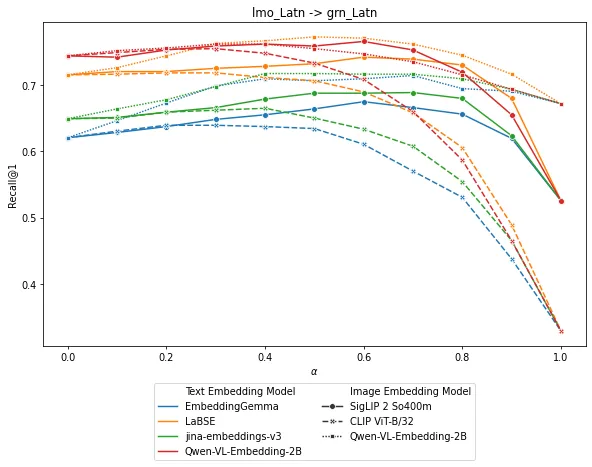 lmo_Latn -> grn_Latn
Recall@1
0.7
0.6
0.5
0.4
0.0 0.2 0.4 0.6 0.8 1.0
α
Text Embedding Model Image Embedding Model
EmbeddingGemma SigLIP 2 So400m
LaBSE CLIP ViT-B/32
jina-embeddings-v3 Qwen-VL-Embedding-2B
Qwen-VL-Embedding-2B